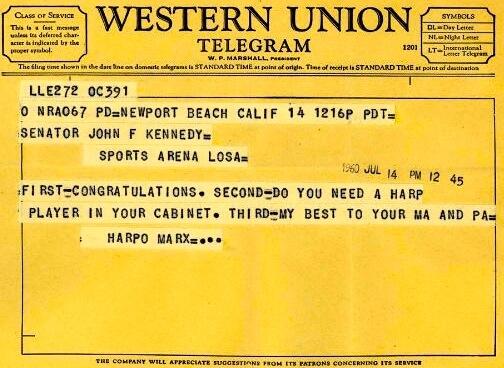 CLASS OF SERVICE
This is a fast message
unless its deferred character is indicated by the
proper symbol.
WESTERN UNION
TELEGRAM
W. P. MARSHALL, PRESIDENT
1201
SYMBOLS
DL=Day Letter
NL=Night Letter
LT=International Letter Telegram
The filing time shown in the date line on domestic telegrams is STANDARD TIME at point of origin. Time of receipt is STANDARD TIME at point of destination
LLE272 OC391
O NRA067 PD=NEWPORT BEACH CALIF 14 1216P PDT=
SENATOR JOHN F KENNEDY=
SPORTS ARENA LOSA=
1960 JUL 14 PM 12 45
FIRST-CONGRATULATIONS. SECOND-DO YOU NEED A HARP
PLAYER IN YOUR CABINET. THIRD-MY BEST TO YOUR MA AND PA=
HARPO MARX=...
THE COMPANY WILL APPRECIATE SUGGESTIONS FROM ITS PATRONS CONCERNING ITS SERVICE